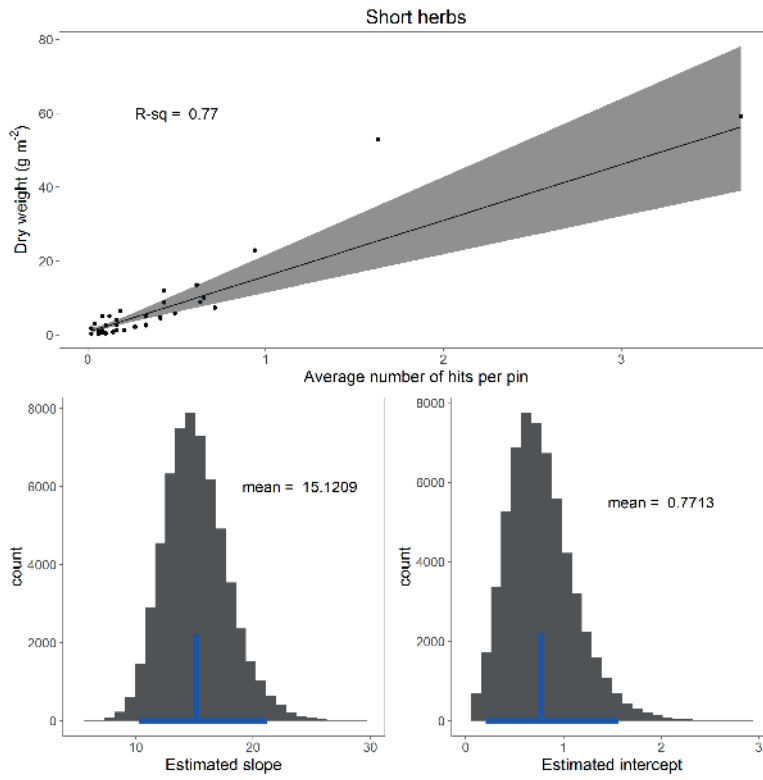 Short herbs
80
60
40
20
0
Dry weight (g m⁻²)
R-sq = 0.77
0 1 2 3
Average number of hits per pin
8000
6000
4000
2000
0
count
mean = 15.1209
10 20 30
Estimated slope
8000
6000
4000
2000
0
count
mean = 0.7713
0 1 2 3
Estimated intercept